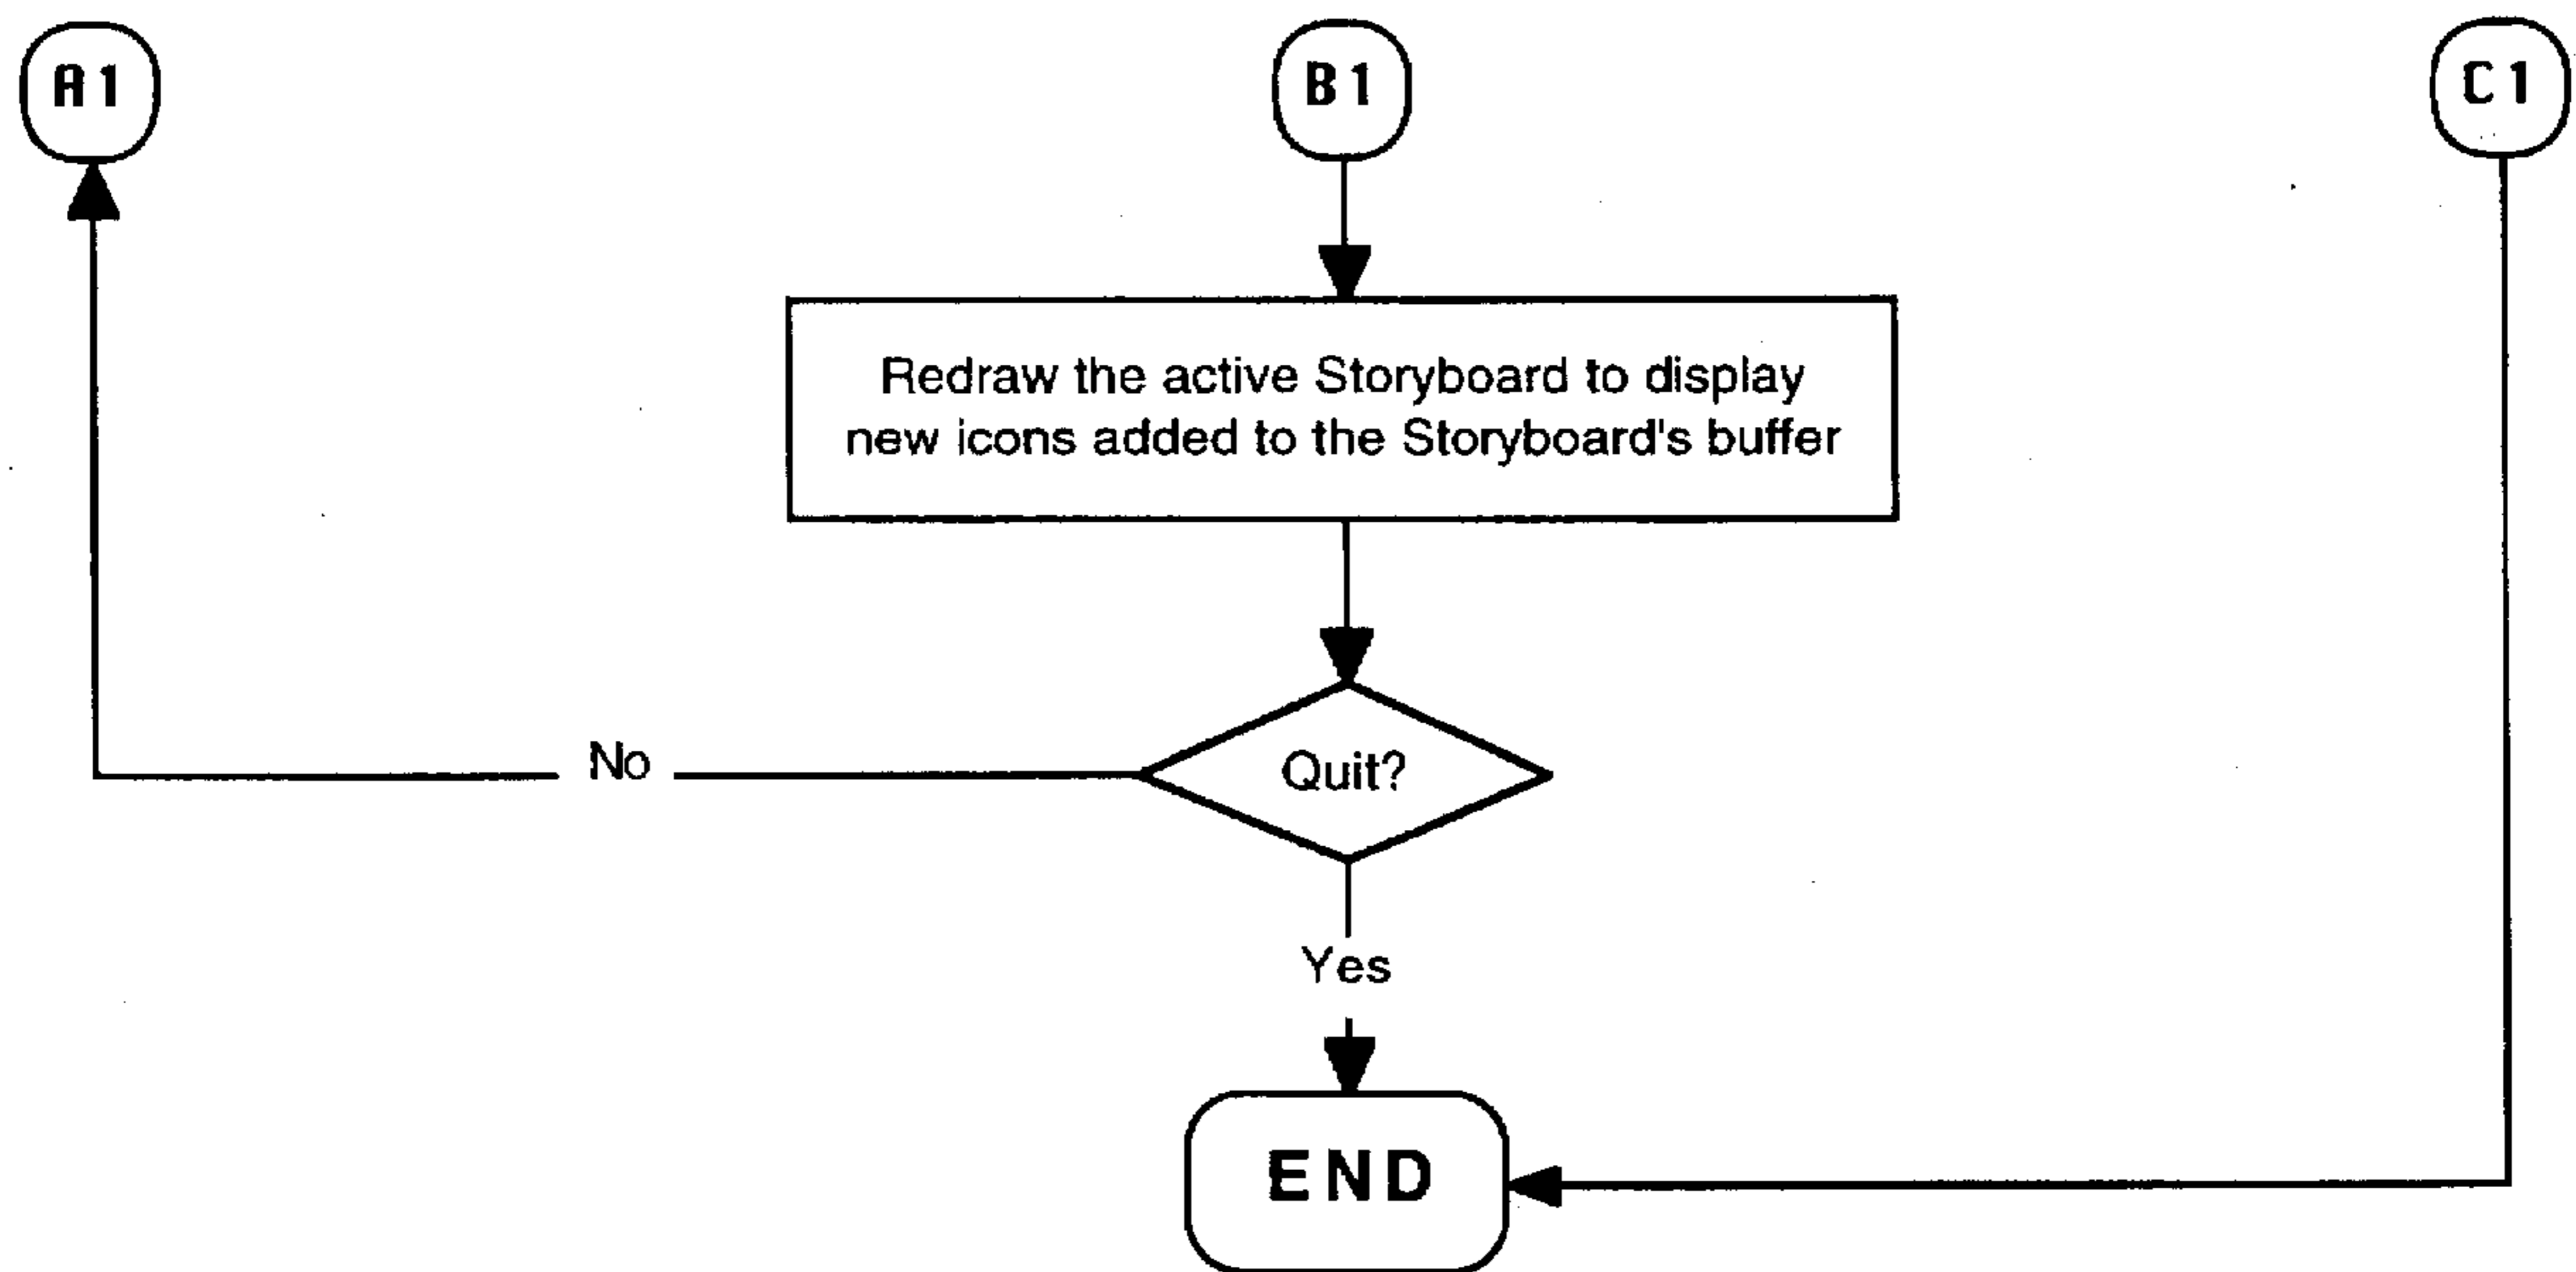 A1
B1
C1
Redraw the active Storyboard to display
new icons added to the Storyboard's buffer
No
Quit?
Yes
END